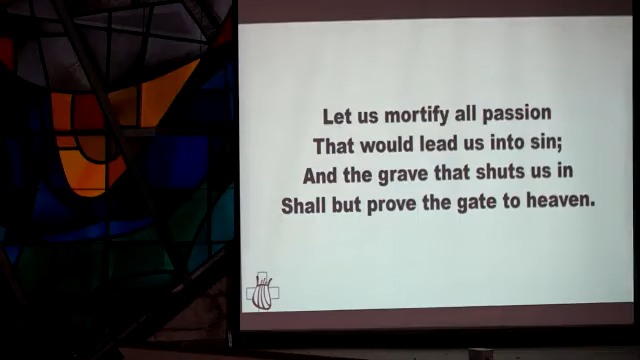 Let us mortify all passion
That would lead us into sin;
And the grave that shuts us in
Shall but prove the gate to heaven.